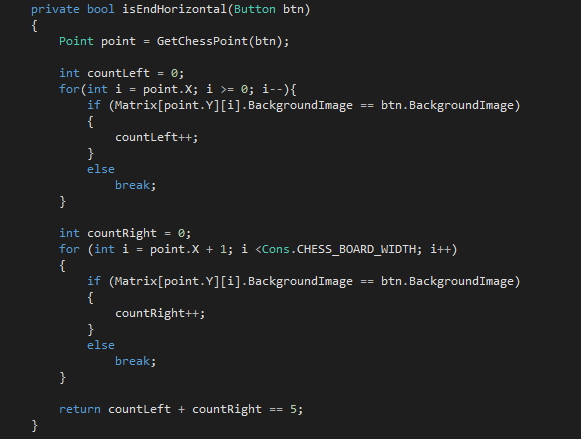 private bool isEndHorizontal(Button btn)
{
    Point point = GetChessPoint(btn);

    int countLeft = 0;
    for(int i = point.X; i >= 0; i--){
        if (Matrix[point.Y][i].BackgroundImage == btn.BackgroundImage)
        {
            countLeft++;
        }
        else
            break;
    }

    int countRight = 0;
    for (int i = point.X + 1; i <Cons.CHESS_BOARD_WIDTH; i++)
    {
        if (Matrix[point.Y][i].BackgroundImage == btn.BackgroundImage)
        {
            countRight++;
        }
        else
            break;
    }

    return countLeft + countRight == 5;
}